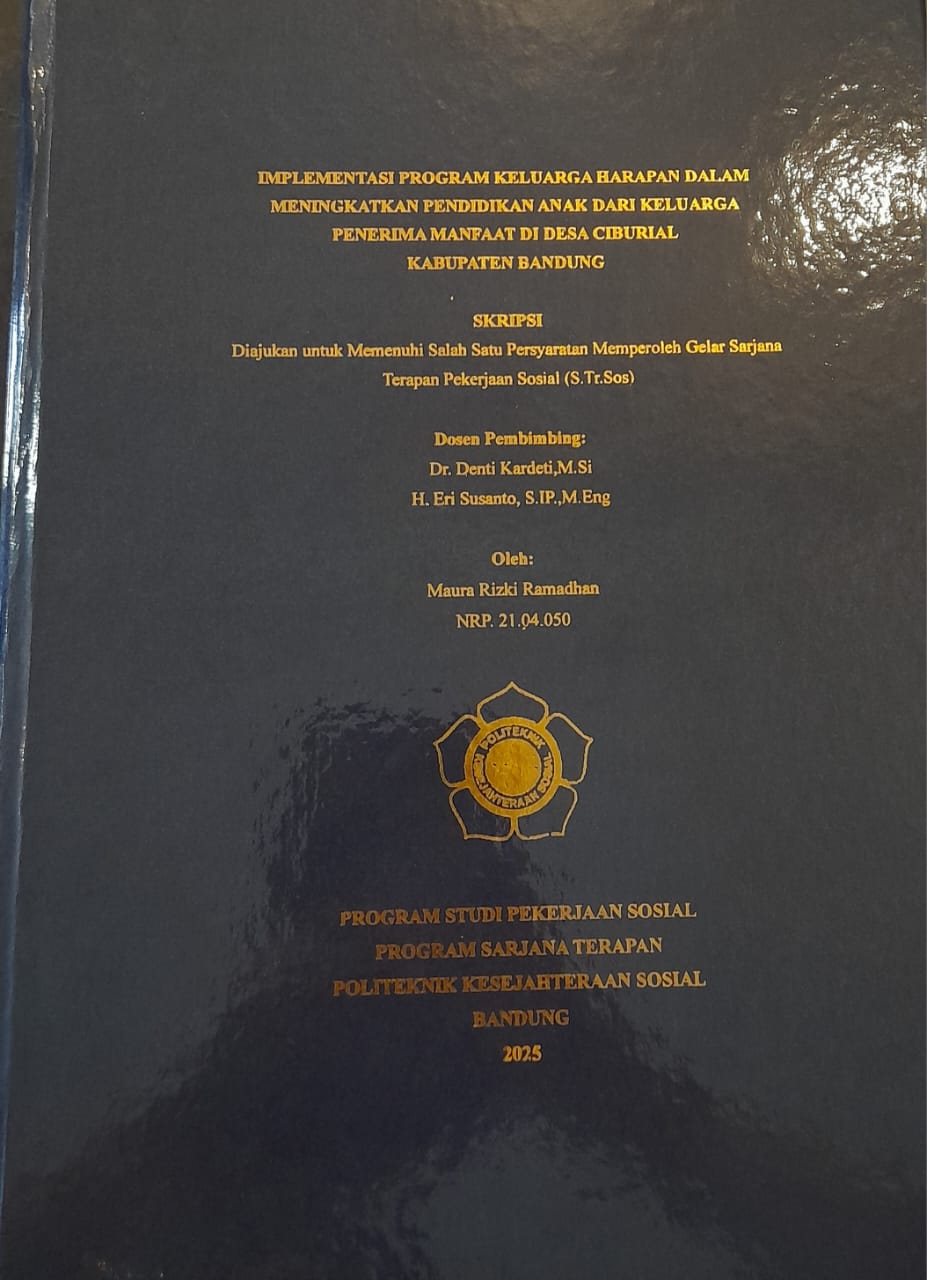 IMPLEMENTASI PROGRAM KELUARGA HARAPAN DALAM
MENINGKATKAN PENDIDIKAN ANAK DARI KELUARGA
PENERIMA MANFAAT DI DESA CIBURIAL
KABUPATEN BANDUNG
SKRIPSI
Diajukan untuk Memenuhi Salah Satu Persyaratan Memperoleh Gelar Sarjana
Terapan Pekerjaan Sosial (S.Tr.Sos)
Dosen Pembimbing:
Dr. Denti Kardeti,M.Si
H. Eri Susanto, S.IP.,M.Eng
Oleh:
Maura Rizki Ramadhan
NRP. 21.04.050
POLITEKNIK
KESEJAHTERAAN SOSIAL
PROGRAM STUDI PEKERJAAN SOSIAL
PROGRAM SARJANA TERAPAN
POLITEKNIK KESEJAHTERAAN SOSIAL
BANDUNG
2025